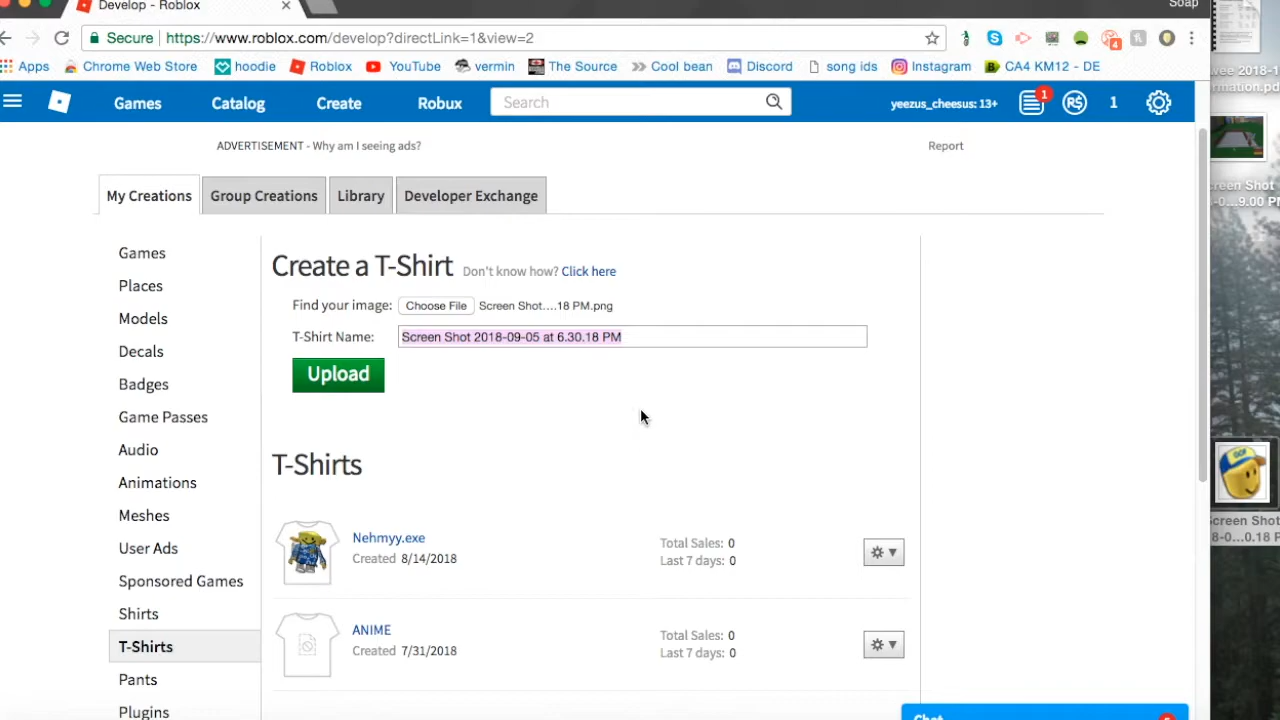 Develop - Roblox
Soap
Secure https://www.roblox.com/develop?directLink=1&view=2
4
Apps Chrome Web Store hoodie Roblox YouTube vermin The Source >> Cool bean Discord song ids Instagram CA4 KM12 - DE
Games Catalog Create Robux Search yeezus_cheesus: 13+ 1 R$ 1
ADVERTISEMENT - Why am I seeing ads? Report
My Creations Group Creations Library Developer Exchange
Games
Places
Models
Decals
Badges
Game Passes
Audio
Animations
Meshes
User Ads
Sponsored Games
Shirts
T-Shirts
Pants
Plugins
Create a T-Shirt Don't know how? Click here
Find your image: Choose File Screen Shot....18 PM.png
T-Shirt Name: Screen Shot 2018-09-05 at 6.30.18 PM
Upload
T-Shirts
Nehmyy.exe
Created 8/14/2018
Total Sales: 0
Last 7 days: 0
ANIME
Created 7/31/2018
Total Sales: 0
Last 7 days: 0
Chat